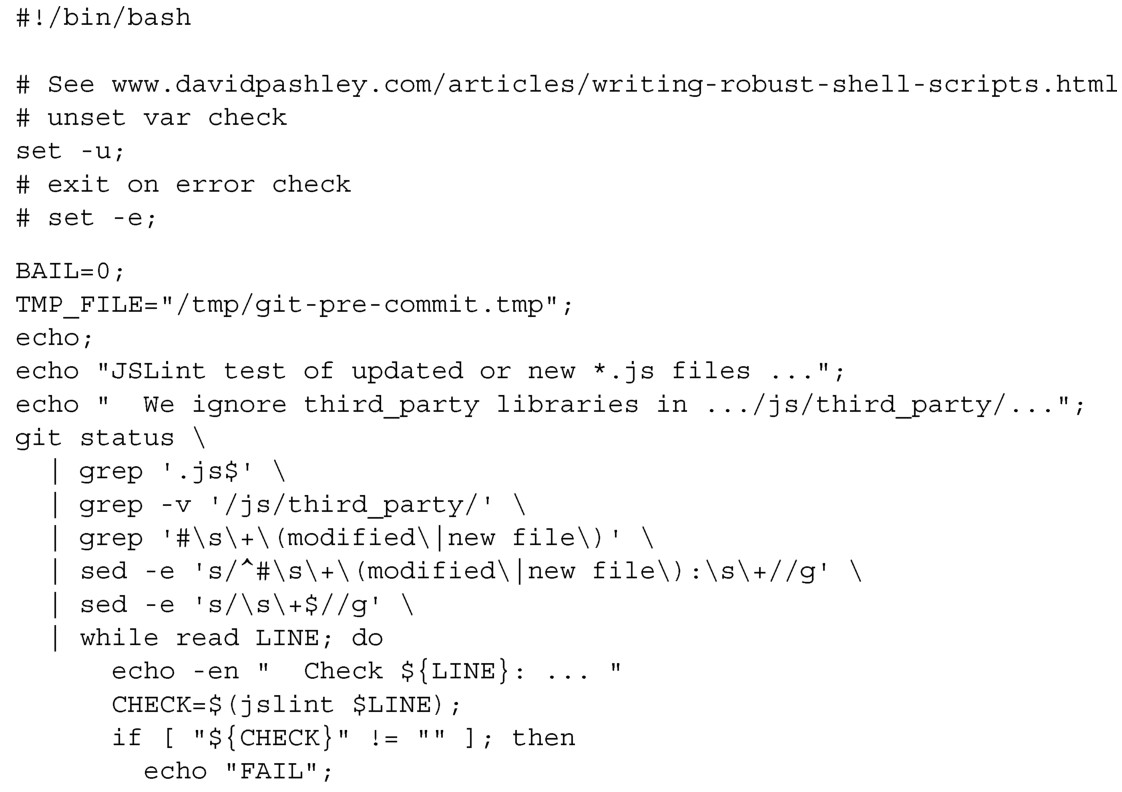 #!/bin/bash

# See www.davidpashley.com/articles/writing-robust-shell-scripts.html
# unset var check
set -u;
# exit on error check
# set -e;

BAIL=0;
TMP_FILE="/tmp/git-pre-commit.tmp";
echo;
echo "JSLint test of updated or new *.js files ...";
echo "  We ignore third_party libraries in .../js/third_party/...";
git status \
  | grep '.js$' \
  | grep -v '/js/third_party/' \
  | grep '#\s\+\(modified\|new file\)' \
  | sed -e 's/^#\s\+\(modified\|new file\):\s\+//g' \
  | sed -e 's/\s\+$//g' \
  | while read LINE; do
      echo -en "  Check ${LINE}: ... "
      CHECK=$(jslint $LINE);
      if [ "${CHECK}" != "" ]; then
        echo "FAIL";